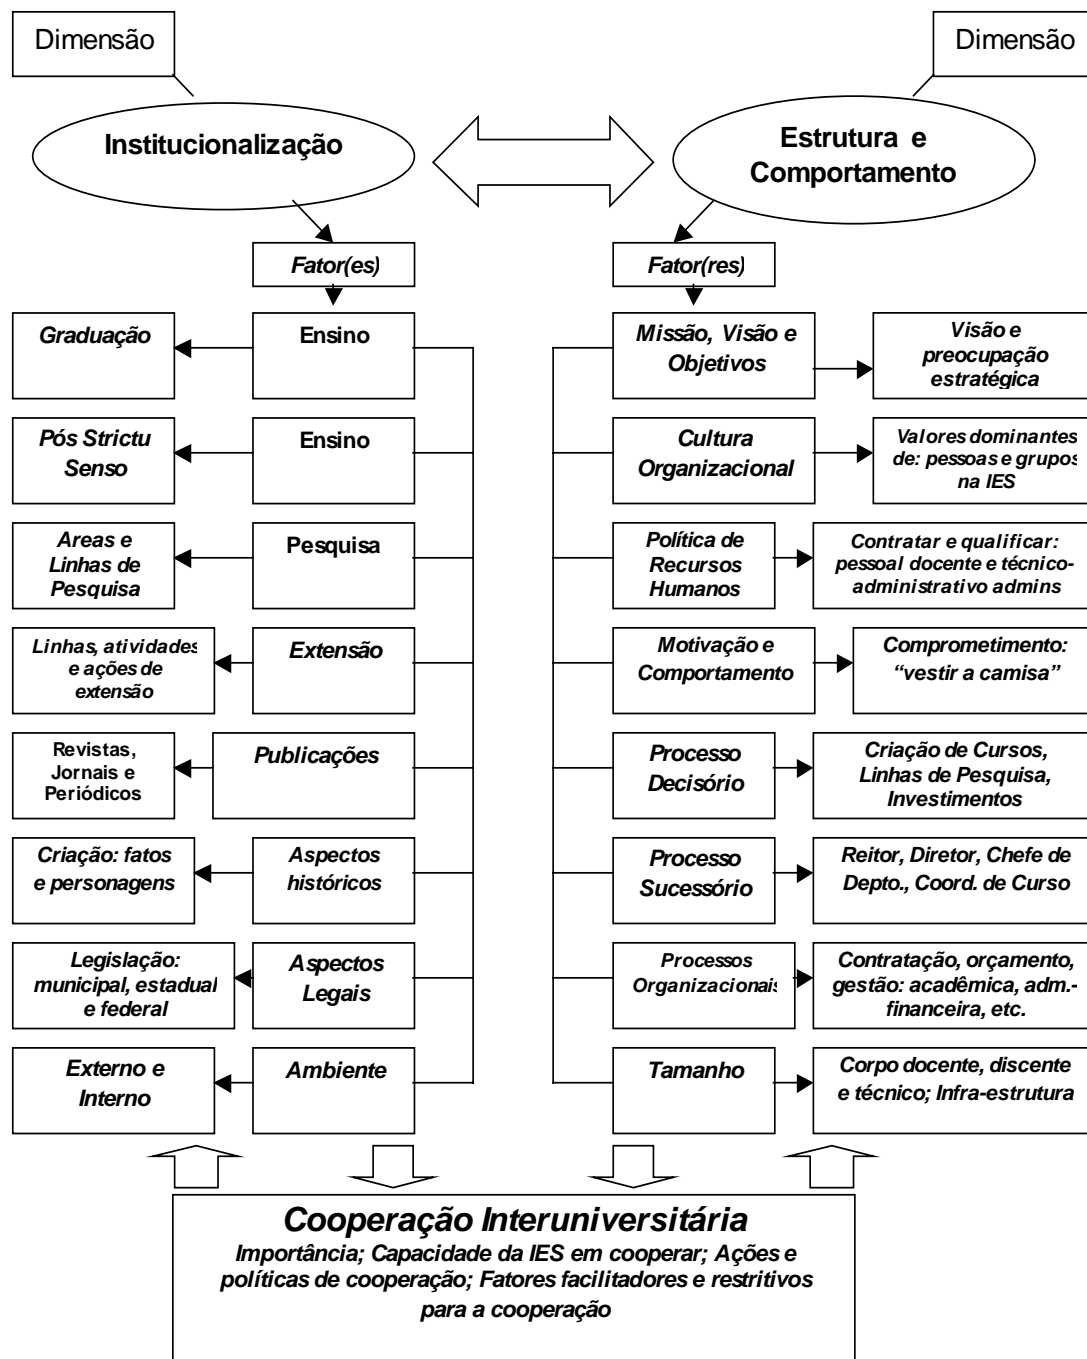 Dimensão
Dimensão
Institucionalização
Estrutura e
Comportamento
Fator(es)
Fator(res)
Graduação
Ensino
Missão, Visão e
Objetivos
Visão e
preocupação
estratégica
Pós Strictu
Senso
Ensino
Cultura
Organizacional
Valores dominantes
de: pessoas e grupos
na IES
Areas e
Linhas de
Pesquisa
Pesquisa
Política de
Recursos
Humanos
Contratar e qualificar:
pessoal docente e técnico-
administrativo admins
Linhas, atividades
e ações de
extensão
Extensão
Motivação e
Comportamento
Comprometimento:
“vestir a camisa”
Revistas,
Jornais e
Periódicos
Publicações
Processo
Decisório
Criação de Cursos,
Linhas de Pesquisa,
Investimentos
Criação: fatos
e personagens
Aspectos
históricos
Processo
Sucessório
Reitor, Diretor, Chefe de
Depto., Coord. de Curso
Legislação:
municipal, estadual
e federal
Aspectos
Legais
Processos
Organizacionais
Contratação, orçamento,
gestão: acadêmica, adm.-
financeira, etc.
Externo e
Interno
Ambiente
Tamanho
Corpo docente, discente
e técnico; Infra-estrutura
Cooperação Interuniversitária
Importância; Capacidade da IES em cooperar; Ações e
políticas de cooperação; Fatores facilitadores e restritivos
para a cooperação